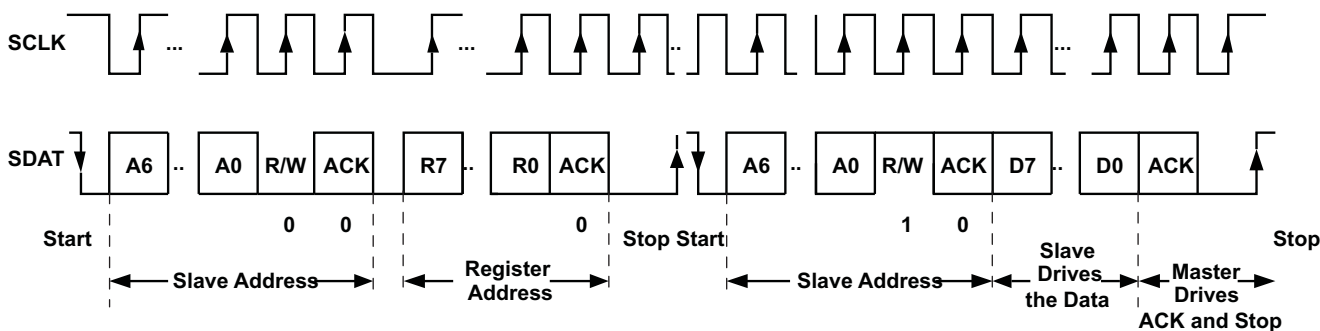 SCLK ... ... .. ...
SDAT A6 .. A0 R/W ACK R7 .. R0 ACK A6 .. A0 R/W ACK D7 .. D0 ACK
0 0 0 1 0
Start Stop Start Stop
Slave Address
Register
Address
Slave Address
Slave
Drives
the Data
Master
Drives
ACK and Stop